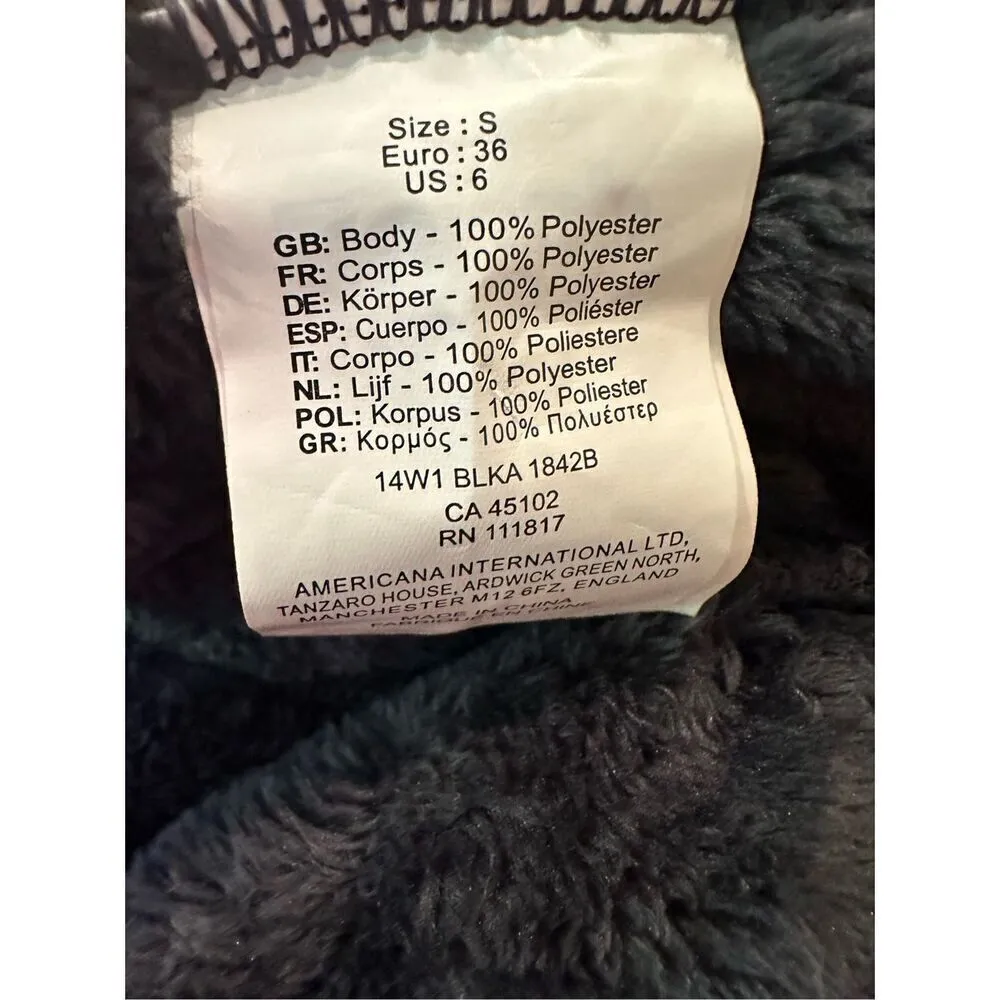 Size : S
Euro : 36
US : 6
GB: Body - 100% Polyester
FR: Corps - 100% Polyester
DE: Körper - 100% Polyester
ESP: Cuerpo - 100% Poliéster
IT: Corpo - 100% Poliestere
NL: Lijf - 100% Polyester
POL: Korpus - 100% Poliester
GR: Κορμός - 100% Πολυέστερ
14W1 BLKA 1842B
CA 45102
RN 111817
AMERICANA INTERNATIONAL LTD,
TANZARO HOUSE, ARDWICK GREEN NORTH,
MANCHESTER M12 6FZ, ENGLAND
MADE IN CHINA
FABRIQUE EN CHINE